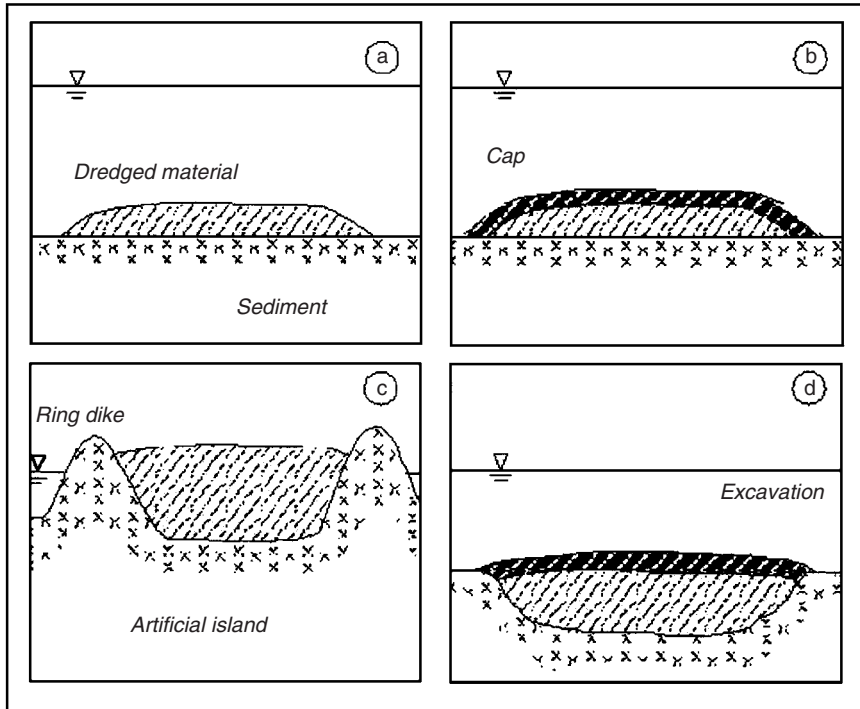 a
Dredged material
Sediment
b
Cap
c
Ring dike
Artificial island
d
Excavation